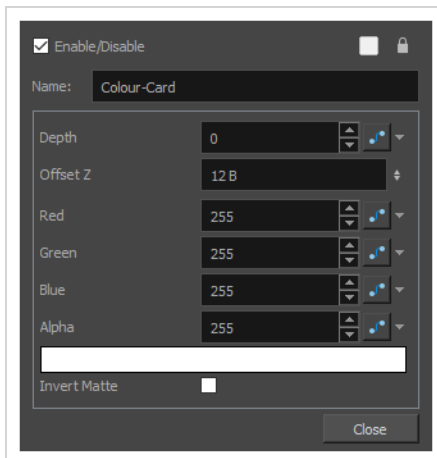 Enable/Disable
Name: Colour-Card
Depth 0
Offset Z 12 B
Red 255
Green 255
Blue 255
Alpha 255
Invert Matte
Close